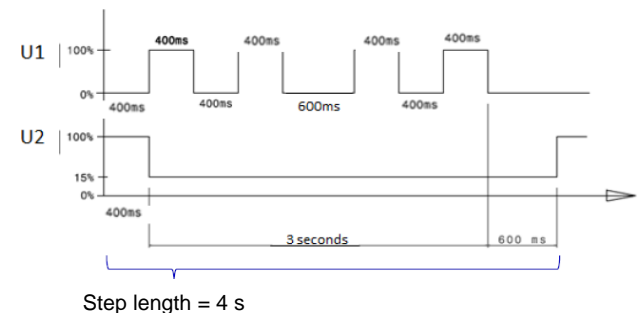 400ms 400ms 400ms 400ms
U1 100%
0%
400ms 400ms 600ms 400ms
U2 100%
15%
0%
400ms
3 seconds 600 ms
Step length = 4 s